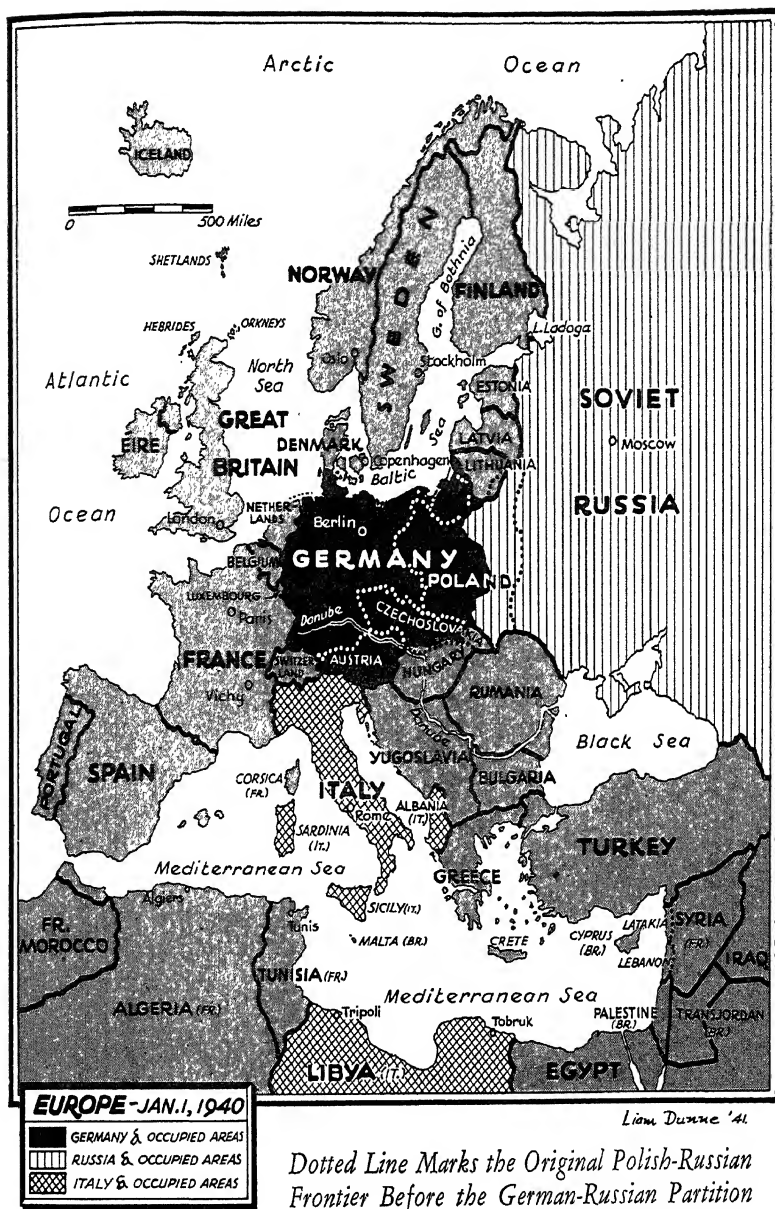 Arctic Ocean
ICELAND
0 500 Miles
SHETLANDS
HEBRIDES
ORKNEYS
NORWAY
SWEDEN
G. of Bothnia
FINLAND
L. Ladoga
Oslo
Stockholm
North
Sea
Atlantic
Ocean
ESTONIA
LATVIA
LITHUANIA
SOVIET
RUSSIA
Moscow
ÉIRE
GREAT
BRITAIN
London
DENMARK
Copenhagen
Baltic
Sea
NETHER-
LANDS
BELGIUM
LUXEMBOURG
Berlin
GERMANY
POLAND
CZECHOSLOVAKIA
Danube
AUSTRIA
HUNGARY
SWITZER
LAND
Paris
FRANCE
Vichy
RUMANIA
Danube
YUGOSLAVIA
BULGARIA
Black Sea
PORTUGAL
SPAIN
CORSICA
(FR.)
ITALY
Rome
ALBANIA
(IT.)
SARDINIA
(IT.)
Mediterranean Sea
SICILY (IT.)
MALTA (BR.)
GREECE
CRETE
TURKEY
CYPRUS
(BR.)
LATAKIA
LEBANON
SYRIA
(FR.)
IRAQ
FR.
MOROCCO
Algiers
ALGERIA (FR.)
Tunis
TUNISIA (FR.)
Tripoli
LIBYA (IT.)
Mediterranean Sea
Tobruk
PALESTINE
(BR.)
TRANSJORDAN
(BR.)
EGYPT
EUROPE-JAN. 1, 1940
GERMANY & OCCUPIED AREAS
RUSSIA & OCCUPIED AREAS
ITALY & OCCUPIED AREAS
Liam Dunne '41.
Dotted Line Marks the Original Polish-Russian
Frontier Before the German-Russian Partition